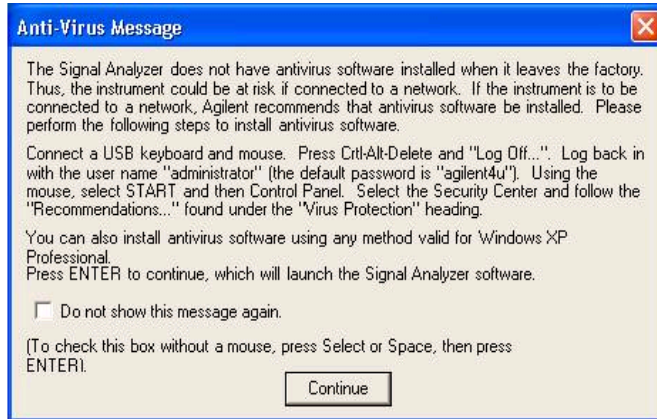 Anti-Virus Message
The Signal Analyzer does not have antivirus software installed when it leaves the factory.
Thus, the instrument could be at risk if connected to a network. If the instrument is to be
connected to a network, Agilent recommends that antivirus software be installed. Please
perform the following steps to install antivirus software.
Connect a USB keyboard and mouse. Press Crtl-Alt-Delete and "Log Off...". Log back in
with the user name "administrator" (the default password is "agilent4u"). Using the
mouse, select START and then Control Panel. Select the Security Center and follow the
"Recommendations..." found under the "Virus Protection" heading.
You can also install antivirus software using any method valid for Windows XP
Professional.
Press ENTER to continue, which will launch the Signal Analyzer software.
Do not show this message again.
(To check this box without a mouse, press Select or Space, then press
ENTER).
Continue